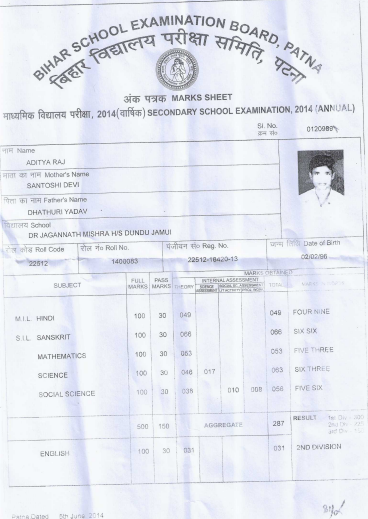 BIHAR SCHOOL EXAMINATION BOARD, PATNA
बिहार विद्यालय परीक्षा समिति, पटना
अंक पत्रक MARKS SHEET
माध्यमिक विद्यालय परीक्षा, 2014(वार्षिक) SECONDARY SCHOOL EXAMINATION, 2014 (ANNUAL)
Sl. No.
क्रम सं०
नाम Name
ADITYA RAJ
माता का नाम Mother's Name
SANTOSHI DEVI
पिता का नाम Father's Name
DHATHURI YADAV
विद्यालय School
DR JAGANNATH MISHRA H/S DUNDU JAMUI
रौल कोड Roll Code रौल नं० Roll No. पंजीयन सं० Reg. No. जन्म तिथि Date of Birth
22512 1400083 22512-18420-13 02/02/98
MARKS OBTAINED
SUBJECT FULL MARKS PASS MARKS THEORY INTERNAL ASSESSMENT TOTAL
M.I.L. HINDI 100 30 049 049 FOUR NINE
S.I.L. SANSKRIT 100 30 066 066 SIX SIX
MATHEMATICS 100 30 053 053 FIVE THREE
SCIENCE 100 30 046 017 063 SIX THREE
SOCIAL SCIENCE 100 30 038 010 008 056 FIVE SIX
500 150 AGGREGATE 287 RESULT
ENGLISH 100 30 031 031 2ND DIVISION
Patna Dated 5th June, 2014